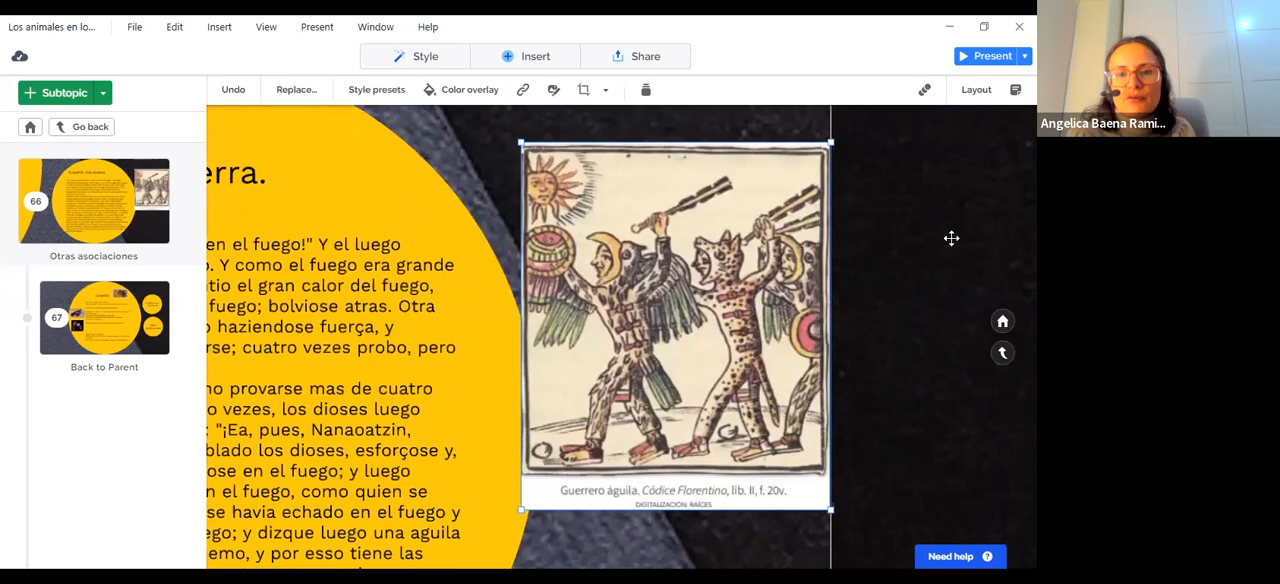 Los animales en lo...
File
Edit
Insert
View
Present
Window
Help
Style
Insert
Share
Present
Subtopic
Undo
Replace...
Style presets
Color overlay
Layout
Go back
66
Otras asociaciones
67
Back to Parent
erra.
en el fuego!" Y el luego
o. Y como el fuego era grande
ntio el gran calor del fuego,
fuego; bolviose atras. Otra
o haziendose fuerça, y
rse; cuatro vezes probo, pero
no provarse mas de cuatro
o vezes, los dioses luego
: "¡Ea, pues, Nanaoatzin,
blado los dioses, esforçose y,
ose en el fuego; y luego
n el fuego, como quien se
se havia echado en el fuego y
ego; y dizque luego una aguila
emo, y por esso tiene las
Guerrero águila. Códice Florentino, lib. II, f. 20v.
DIGITALIZACIÓN: RAÍCES
Need help ?
Angelica Baena Rami...